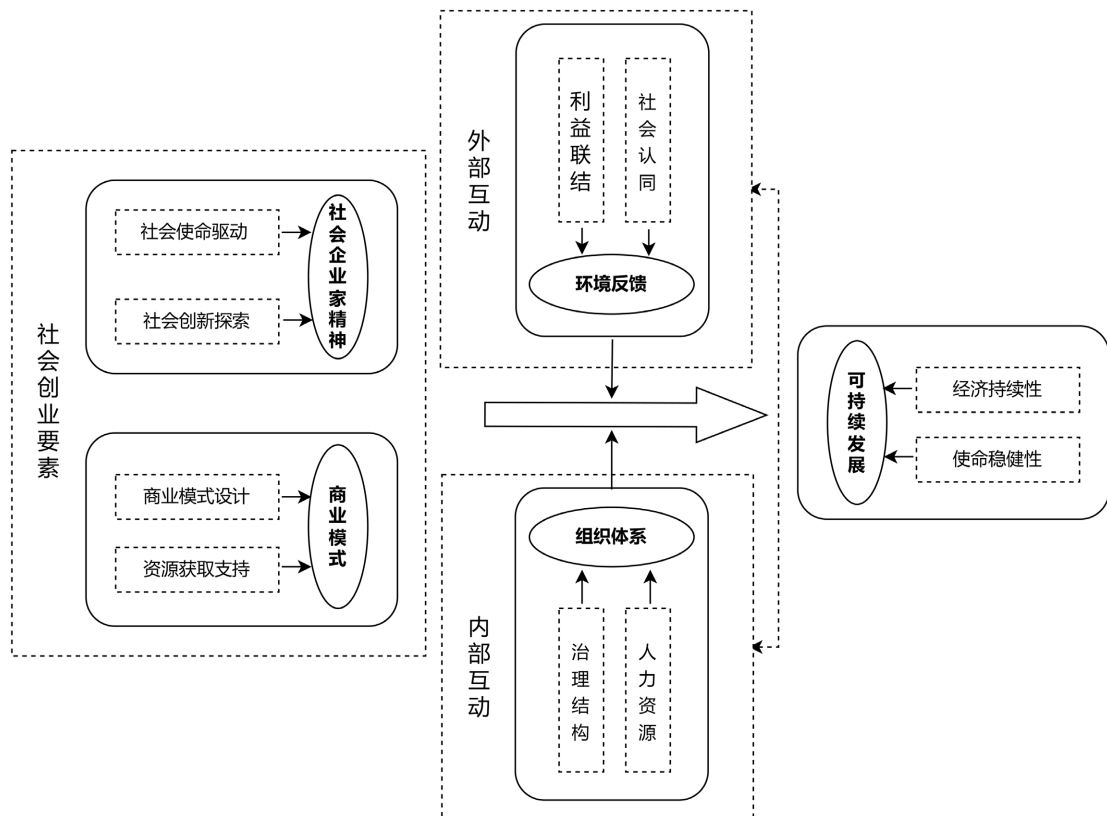 社会创业要素
社会使命驱动
社会创新探索
社会企业家精神
商业模式设计
资源获取支持
商业模式
外部互动
利益联结
社会认同
环境反馈
内部互动
组织体系
治理结构
人力资源
可持续发展
经济持续性
使命稳健性